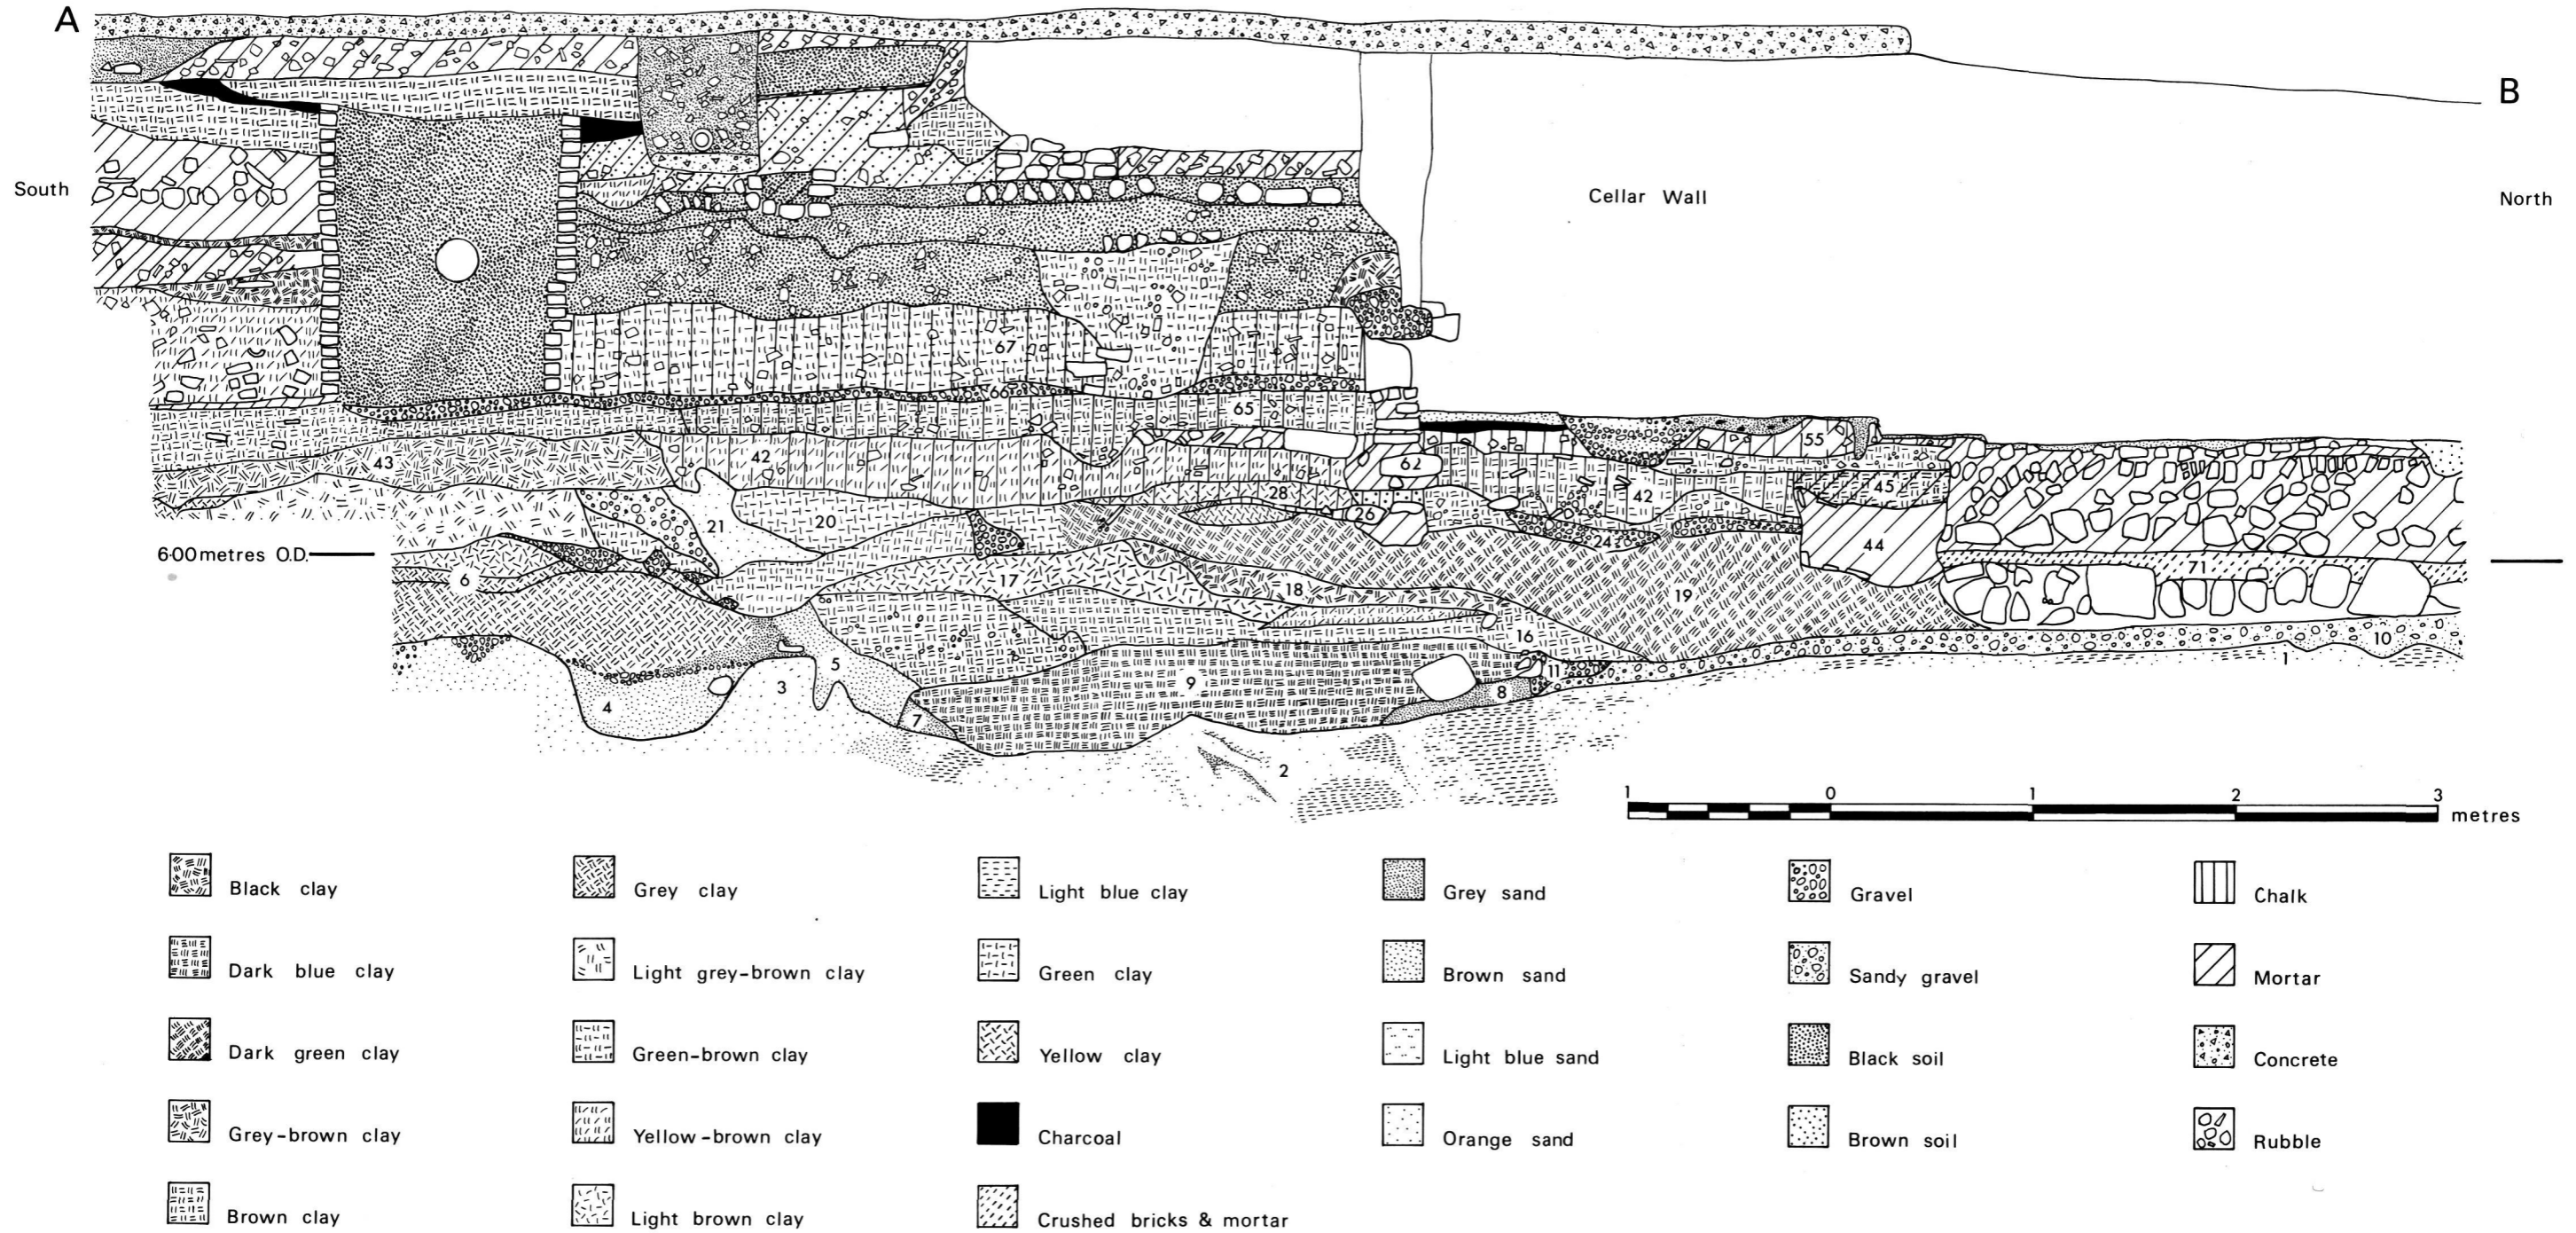 A
B
South
Cellar Wall
North
67
66
65
43
42
62
55
42
45
28
26
21
20
24
44
6·00 metres O.D.
71
6
17
18
19
16
10
1
5
3
9
11
8
4
7
2
1 0 1 2 3
metres
Black clay
Grey clay
Light blue clay
Grey sand
Gravel
Chalk
Dark blue clay
Light grey-brown clay
Green clay
Brown sand
Sandy gravel
Mortar
Dark green clay
Green-brown clay
Yellow clay
Light blue sand
Black soil
Concrete
Grey-brown clay
Yellow-brown clay
Charcoal
Orange sand
Brown soil
Rubble
Brown clay
Light brown clay
Crushed bricks & mortar